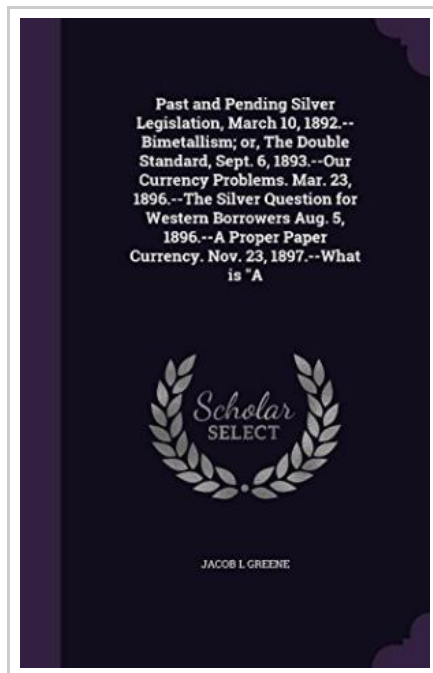 Past and Pending Silver
Legislation, March 10, 1892.--
Bimetallism; or, The Double
Standard, Sept. 6, 1893.--Our
Currency Problems. Mar. 23,
1896.--The Silver Question for
Western Borrowers Aug. 5,
1896.--A Proper Paper
Currency. Nov. 23, 1897.--What
is "A
Scholar
SELECT
JACOB L GREENE